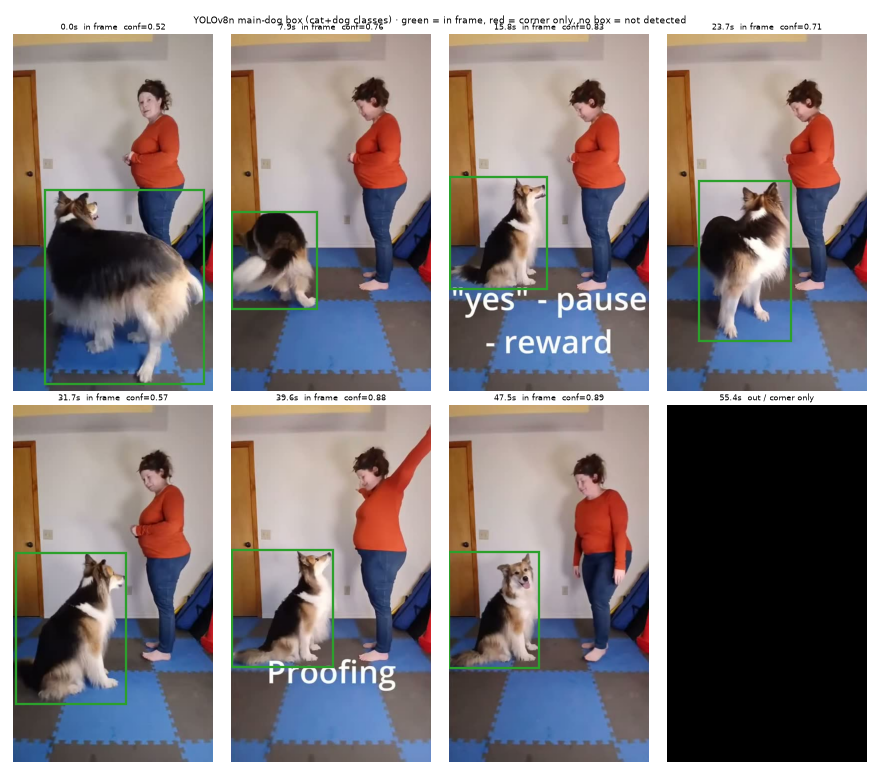 YOLOv8n main-dog box (cat+dog classes) · green = in frame, red = corner only, no box = not detected
0.0s in frame conf=0.52
7.9s in frame conf=0.76
15.8s in frame conf=0.83
23.7s in frame conf=0.71
"yes" - pause
- reward
31.7s in frame conf=0.57
39.6s in frame conf=0.88
47.5s in frame conf=0.89
55.4s out / corner only
Proofing